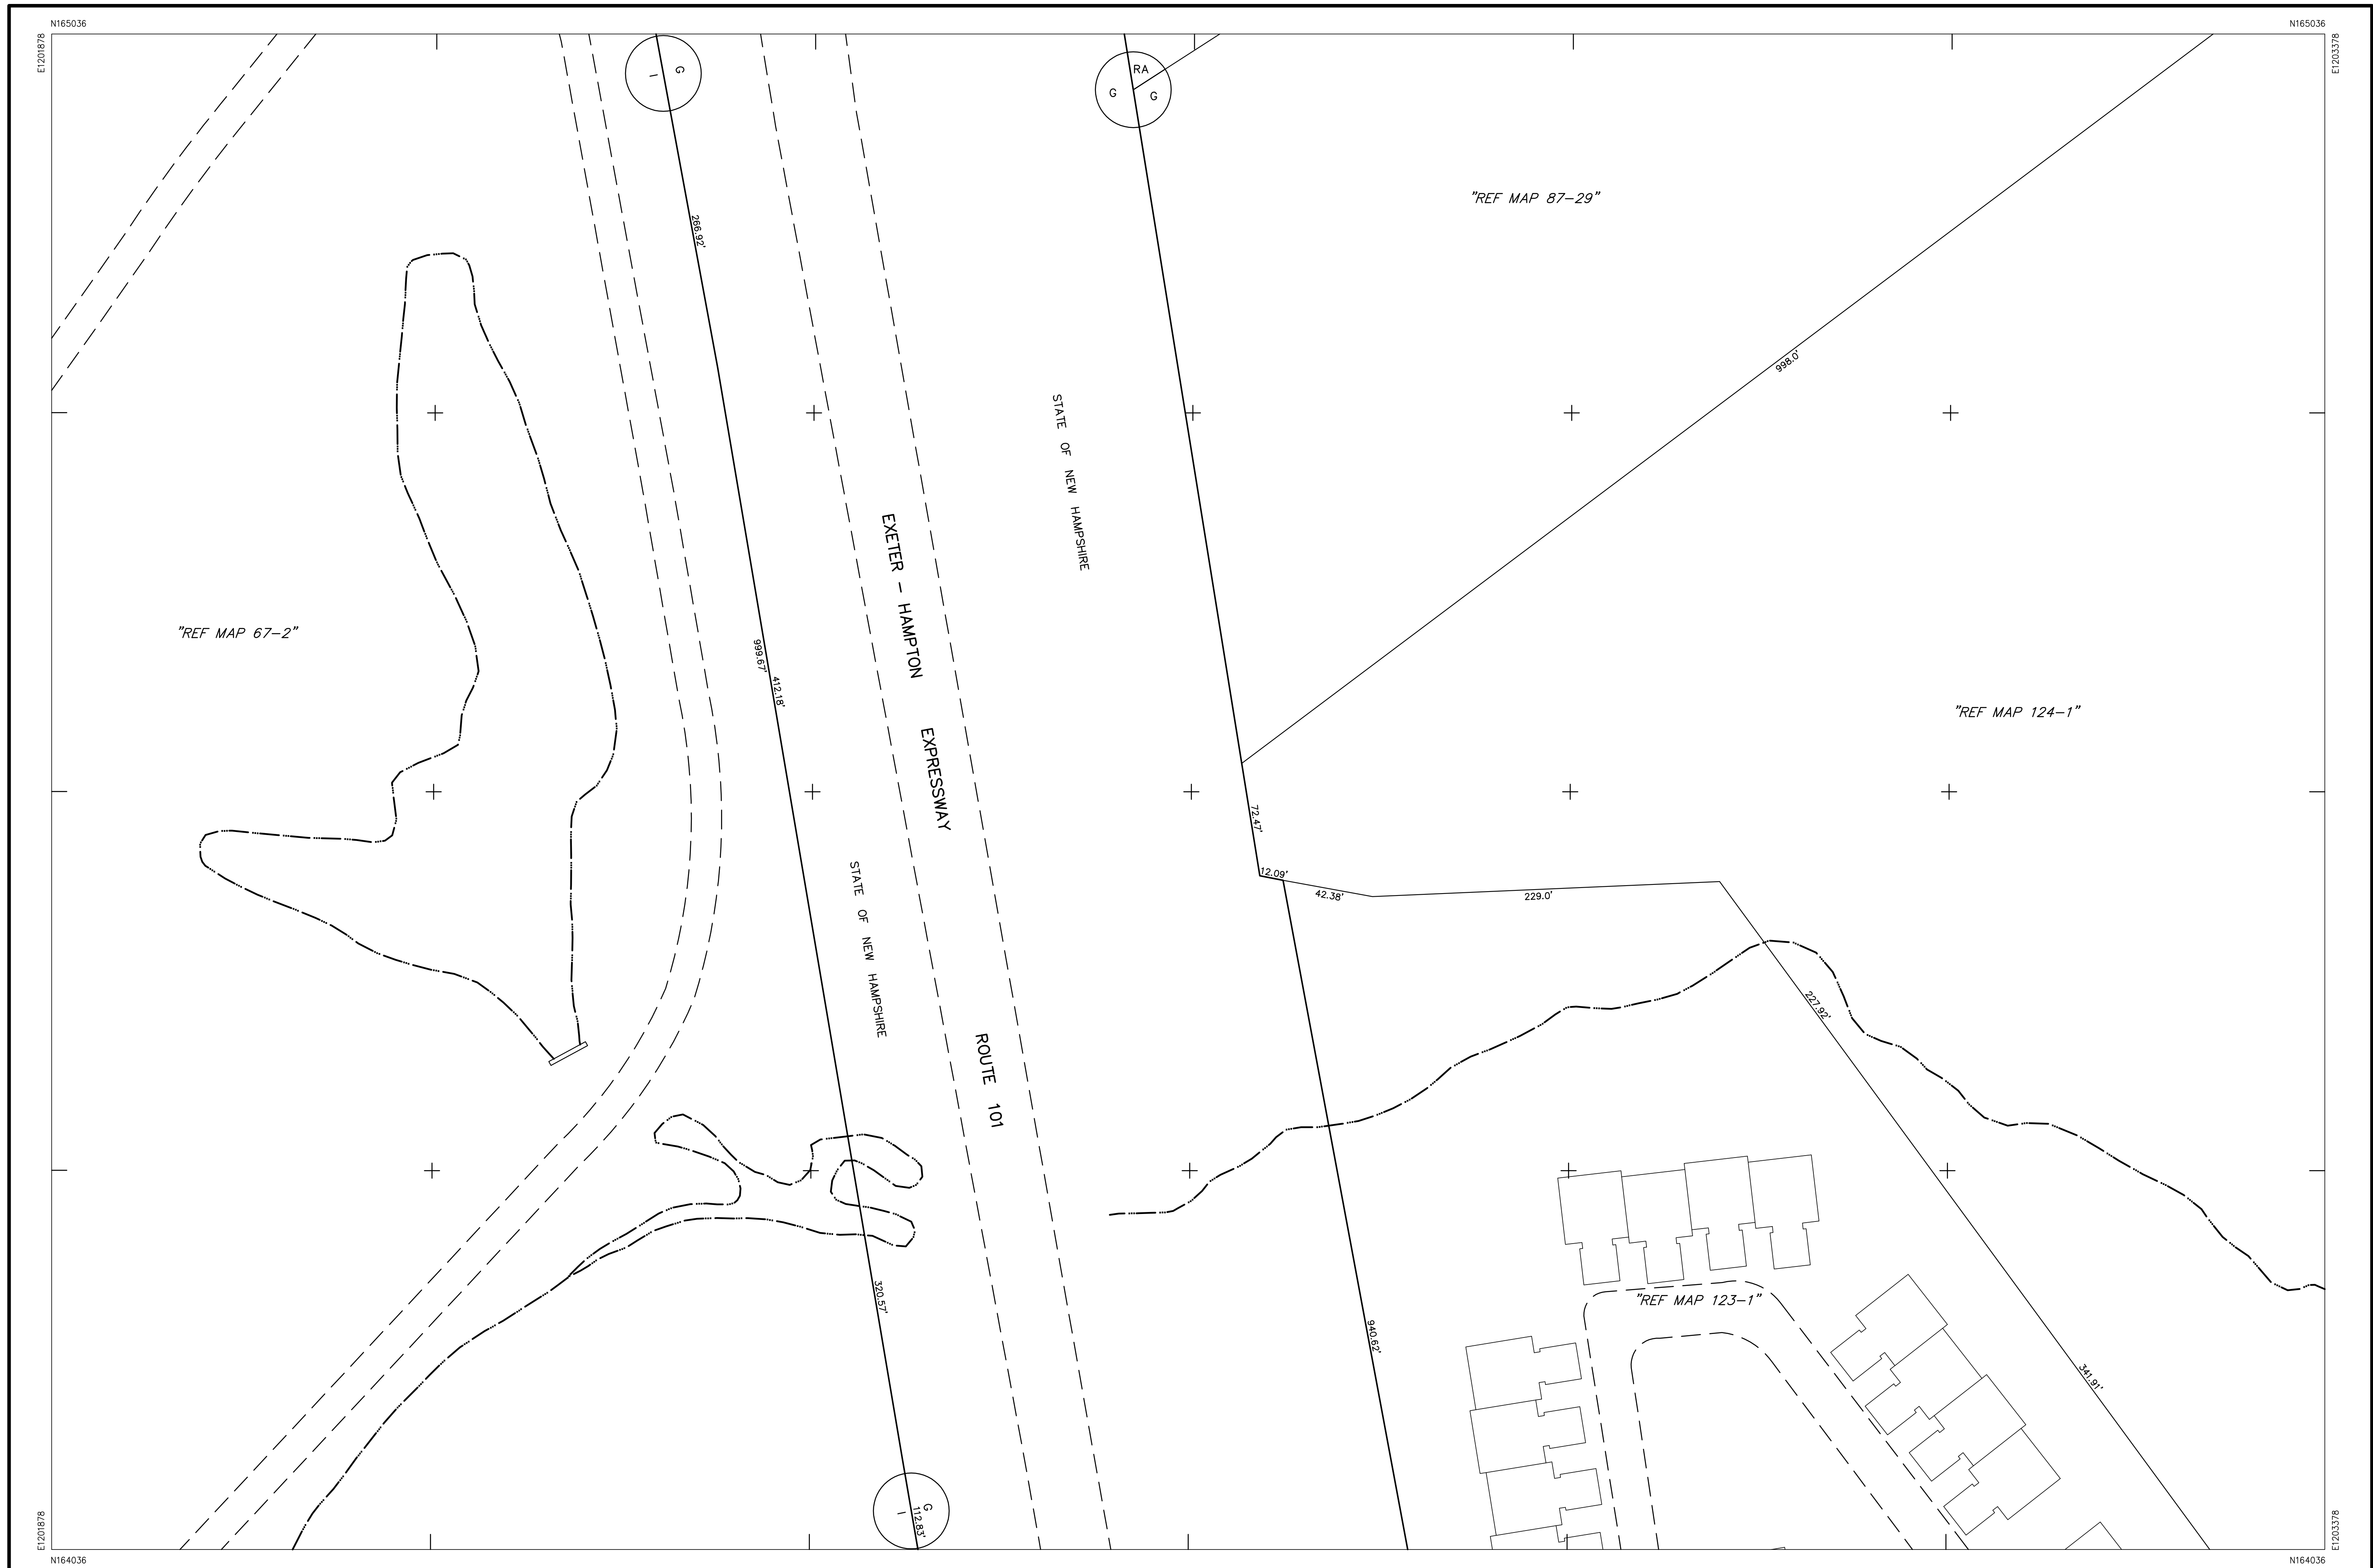 N165036
N165036
E1201878
E1203378
G
I
RA
G
G
"REF MAP 87-29"
266.92'
998.0'
STATE OF NEW HAMPSHIRE
EXETER - HAMPTON EXPRESSWAY
"REF MAP 67-2"
999.67'
412.18'
"REF MAP 124-1"
72.47'
12.09'
42.38'
229.0'
STATE OF NEW HAMPSHIRE
227.92'
ROUTE 101
320.57'
"REF MAP 123-1"
940.62'
341.91'
G
I
112.83'
E1201878
E1203378
N164036
N164036